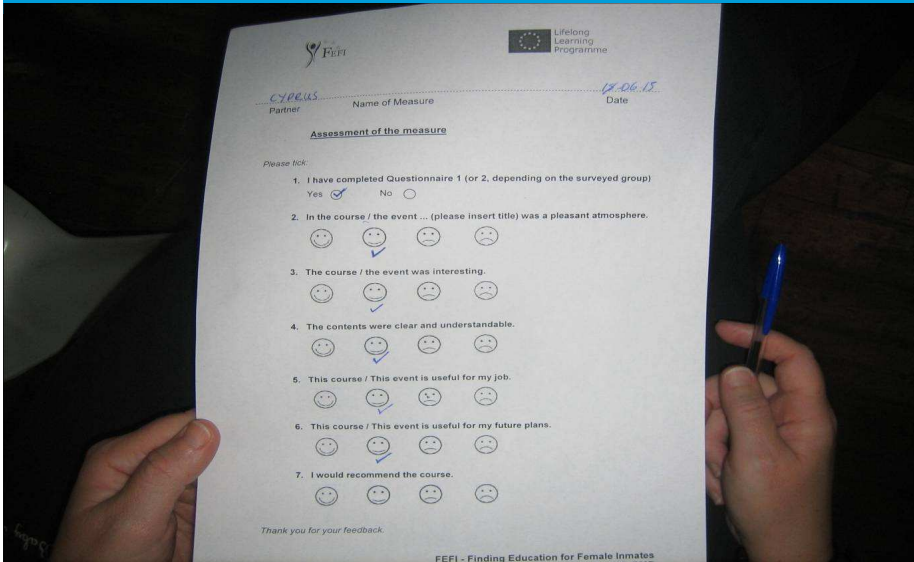 FEFI
Lifelong
Learning
Programme
CYPRUS
18-06-15
Partner
Name of Measure
Date
Assessment of the measure
Please tick:
1. I have completed Questionnaire 1 (or 2, depending on the surveyed group)
Yes No
2. In the course / the event ... (please insert title) was a pleasant atmosphere.
3. The course / the event was interesting.
4. The contents were clear and understandable.
5. This course / This event is useful for my job.
6. This course / This event is useful for my future plans.
7. I would recommend the course.
Thank you for your feedback.
FEFI - Finding Education for Female Inmates